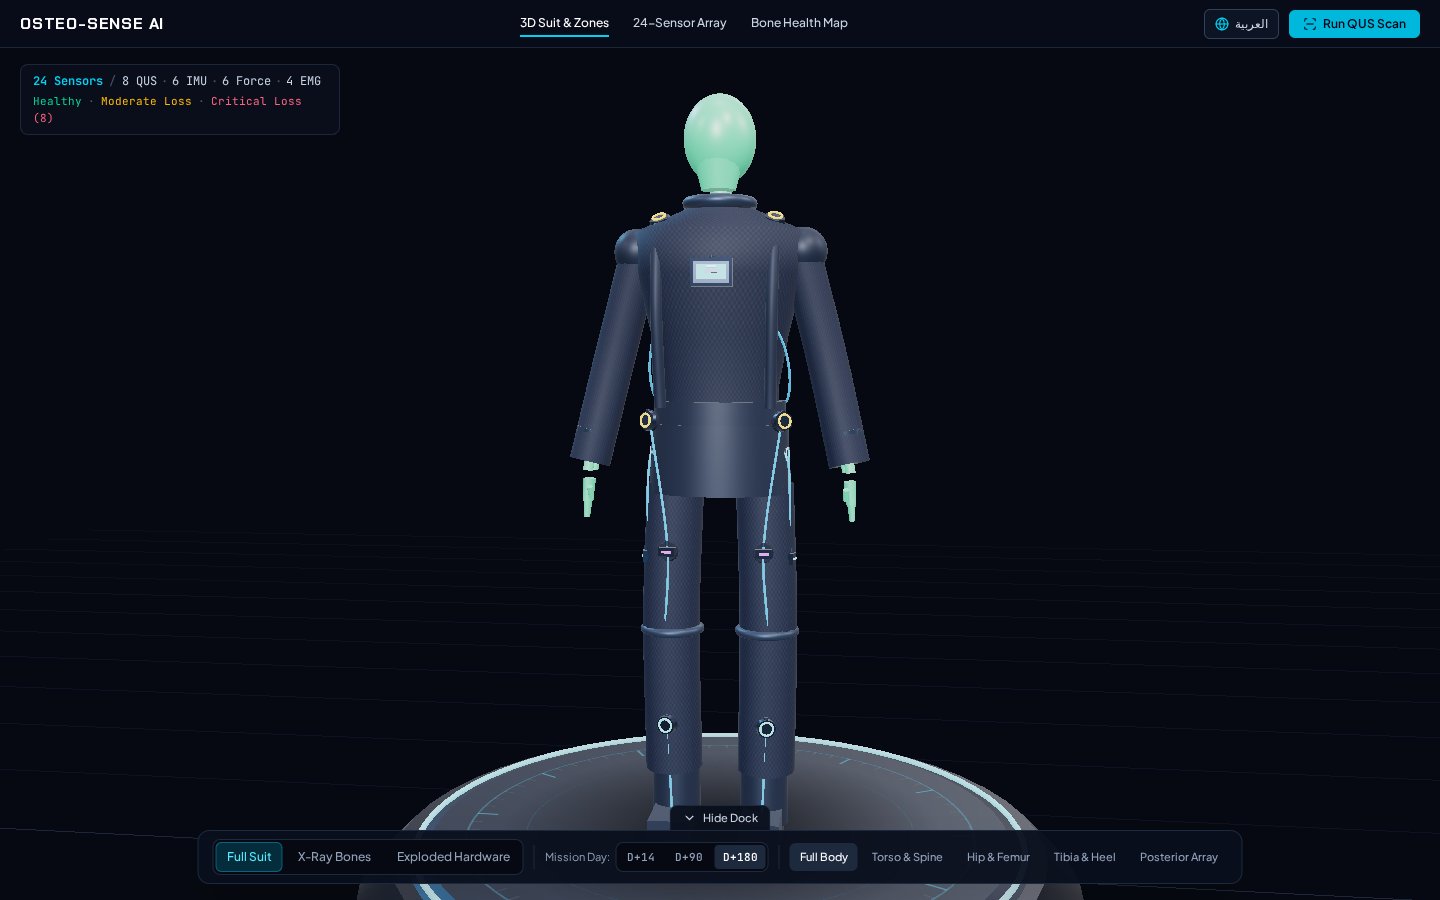 OSTEO-SENSE AI
3D Suit & Zones
24-Sensor Array
Bone Health Map
العربية
Run QUS Scan
24 Sensors / 8 QUS · 6 IMU · 6 Force · 4 EMG
Healthy · Moderate Loss · Critical Loss
(8)
Hide Dock
Full Suit
X-Ray Bones
Exploded Hardware
Mission Day:
D+14
D+90
D+180
Full Body
Torso & Spine
Hip & Femur
Tibia & Heel
Posterior Array